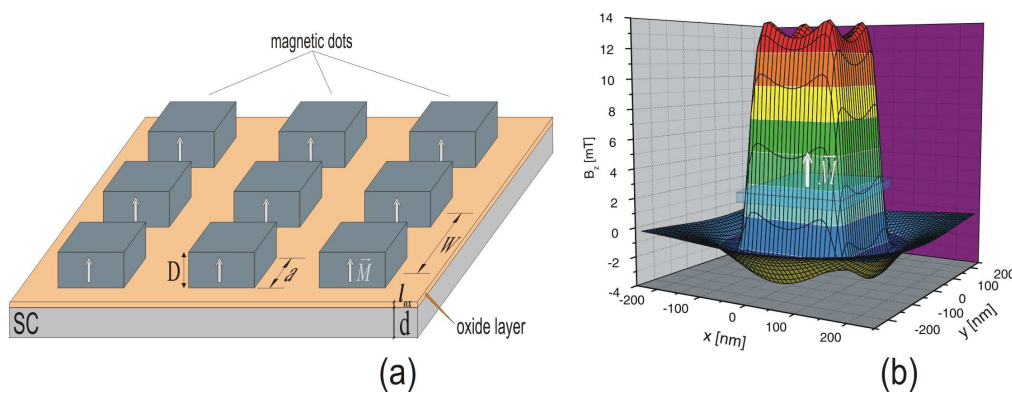 magnetic dots
D
a
M
W
l ox
SC
d
oxide layer
(a)
14
12
10
8
6
4
2
0
-2
-4
B z [mT]
M
-200
-100
0
100
200
x [nm]
200
100
0
-100
-200
y [nm]
(b)